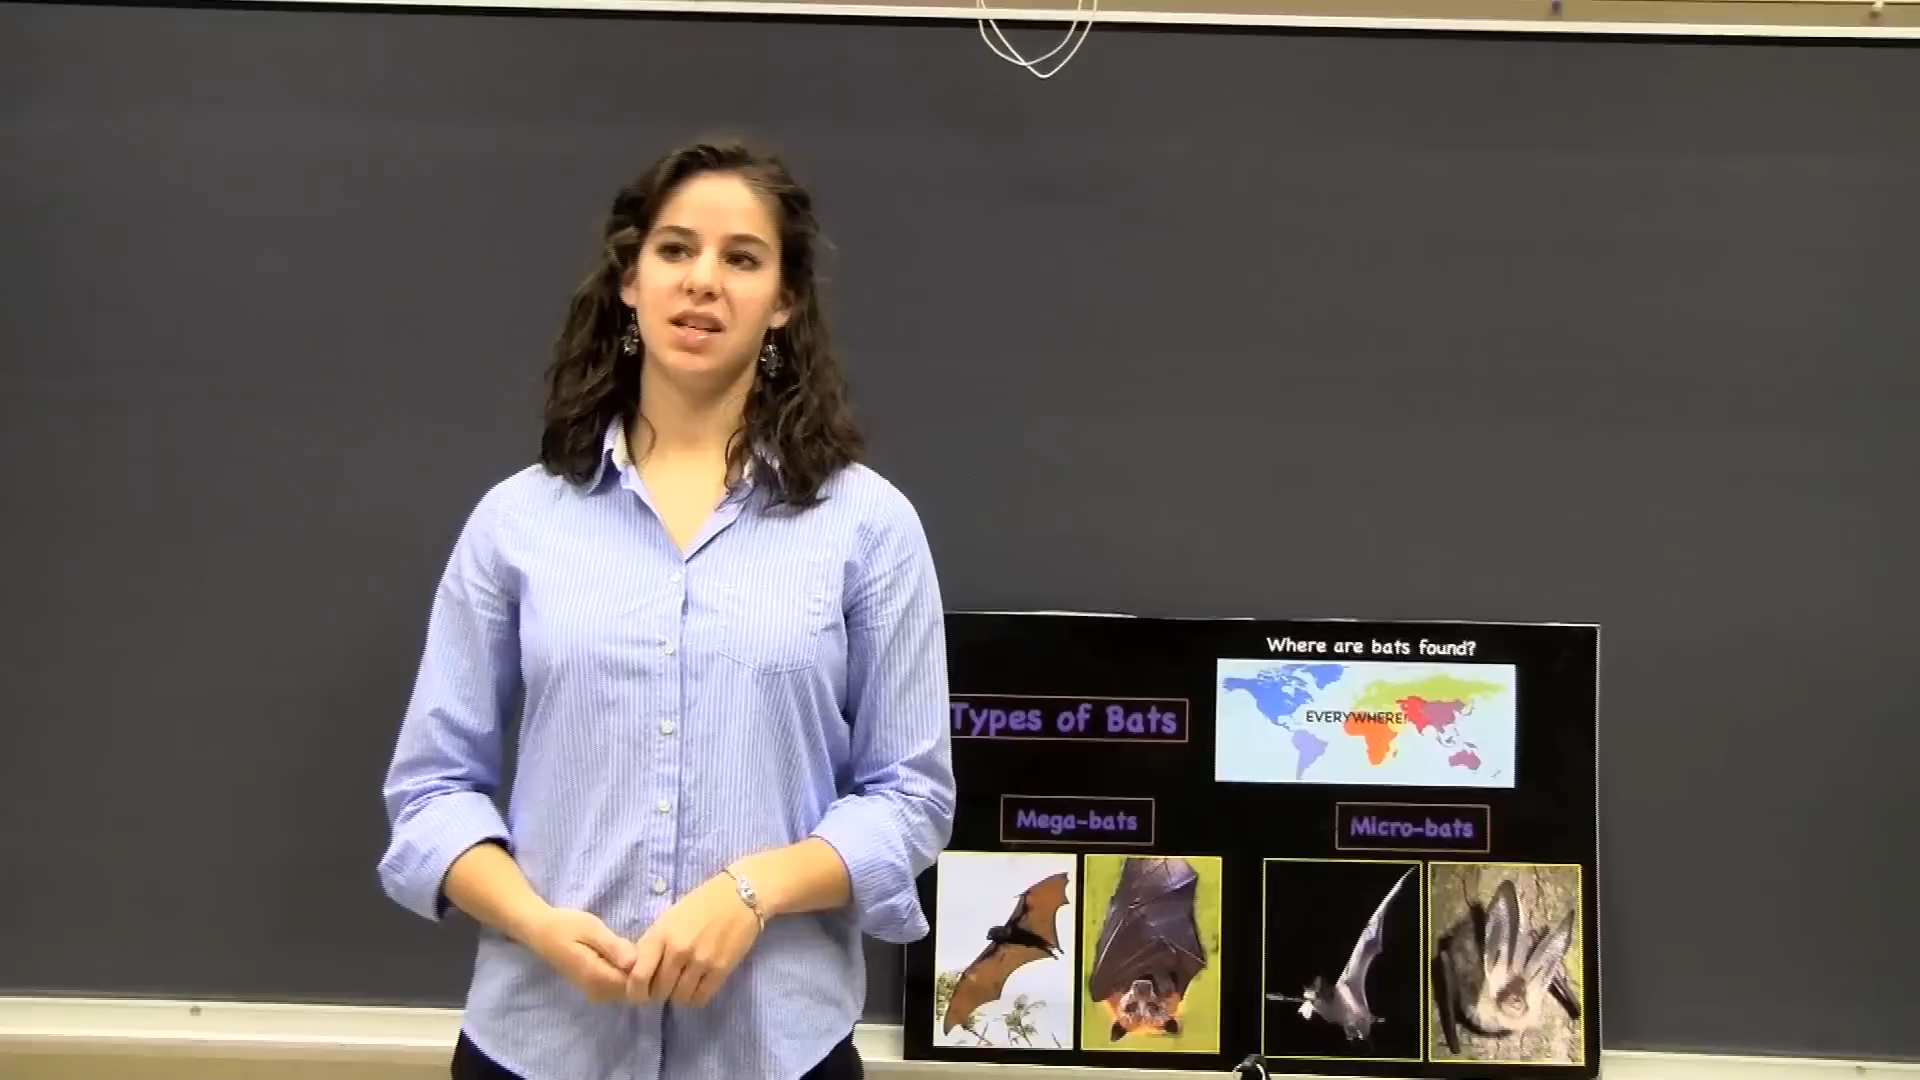 Where are bats found?
EVERYWHERE!
Types of Bats
Mega-bats
Micro-bats